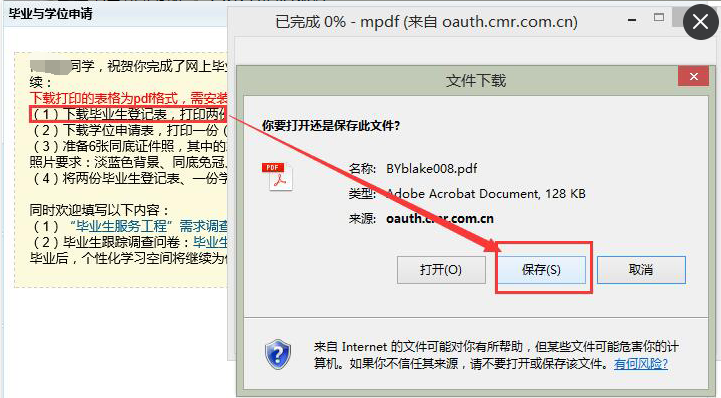 毕业与学位申请
同学，祝贺你完成了网上毕业
续：
下载打印的表格为pdf格式，需安装
（1）下载毕业生登记表，打印两份
（2）下载学位申请表，打印一份（
（3）准备6张同底证件照，其中的
照片要求：淡蓝色背景、同底免冠、
（4）将两份毕业生登记表、一份学
同时欢迎填写以下内容：
（1）“毕业生服务工程”需求调查
（2）毕业生跟踪调查问卷：毕业生
毕业后，个性化学习空间将继续为
已完成 0% - mpdf (来自 oauth.cmr.com.cn)
文件下载
你要打开还是保存此文件?
PDF
名称: BYblake008.pdf
类型: Adobe Acrobat Document, 128 KB
来源: oauth.cmr.com.cn
打开(O) 保存(S) 取消
来自 Internet 的文件可能对你有所帮助，但某些文件可能危害你的计
算机。如果你不信任其来源，请不要打开或保存该文件。有何风险?